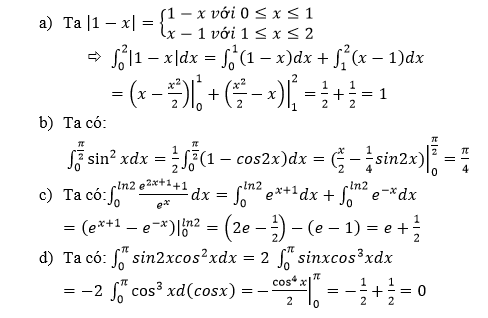 a) Ta |1 − x| = {1 − x với 0 ≤ x ≤ 1
x − 1 với 1 ≤ x ≤ 2
⇨ ∫₀²|1 − x|dx = ∫₀¹(1 − x)dx + ∫₁²(x − 1)dx
= (x − x²/2)|₀¹ + (x²/2 − x)|₁² = 1/2 + 1/2 = 1
b) Ta có:
∫₀^(π/2) sin² xdx = 1/2 ∫₀^(π/2)(1 − cos2x)dx = (x/2 − 1/4 sin2x)|₀^(π/2) = π/4
c) Ta có:∫₀^(ln2) (e^(2x+1)+1)/e^x dx = ∫₀^(ln2) e^(x+1)dx + ∫₀^(ln2) e^(−x)dx
= (e^(x+1) − e^(−x))|₀^(ln2) = (2e − 1/2) − (e − 1) = e + 1/2
d) Ta có: ∫₀^π sin2xcos²xdx = 2 ∫₀^π sinxcos³xdx
= −2 ∫₀^π cos³ xd(cosx) = − cos⁴ x/2 |₀^π = − 1/2 + 1/2 = 0